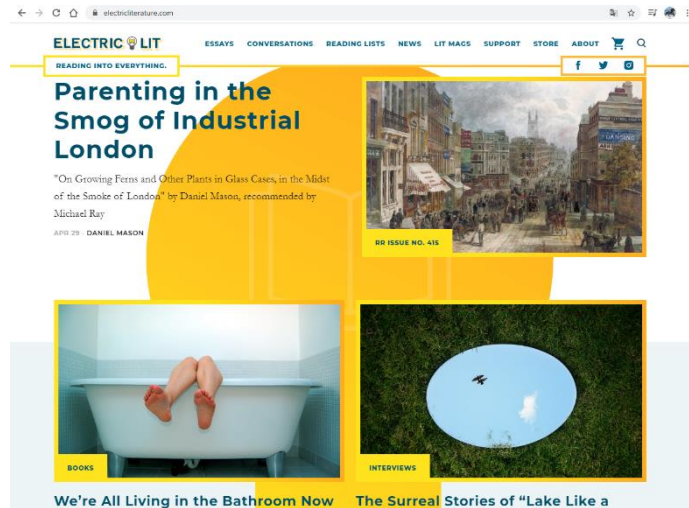 electricliterature.com
ELECTRIC LIT
ESSAYS CONVERSATIONS READING LISTS NEWS LIT MAGS SUPPORT STORE ABOUT
READING INTO EVERYTHING.
Parenting in the
Smog of Industrial
London
"On Growing Ferns and Other Plants in Glass Cases, in the Midst
of the Smoke of London" by Daniel Mason, recommended by
Michael Ray
APR 29 - DANIEL MASON
RR ISSUE NO. 415
BOOKS
INTERVIEWS
We're All Living in the Bathroom Now
The Surreal Stories of “Lake Like a